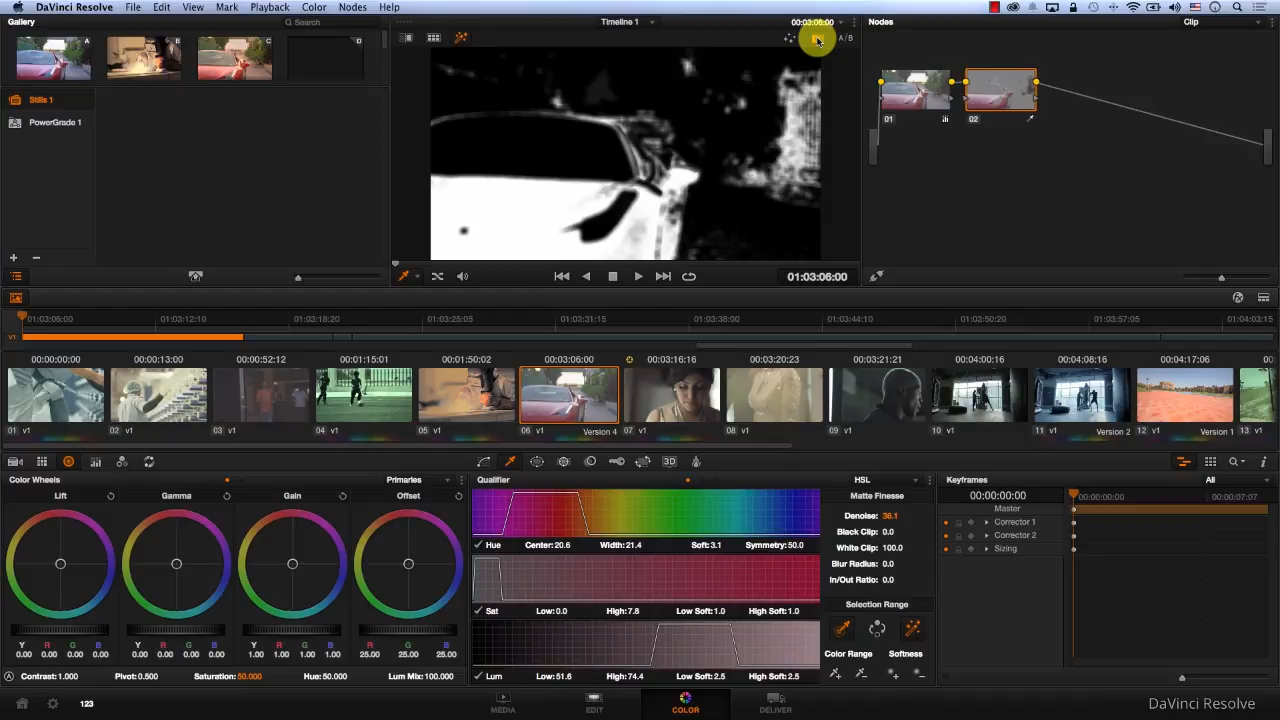 DaVinci Resolve File Edit View Mark Playback Color Nodes Help
Gallery Search Timeline 1 00:03:06:00 Nodes Clip
A/B
A B C D
Stills 1
PowerGrade 1
01 02
01:03:06:00
01:03:06:00 01:03:12:10 01:03:18:20 01:03:25:05 01:03:31:15 01:03:38:00 01:03:44:10 01:03:50:20 01:03:57:05 01:04:03:15
V1
00:00:00:00 00:00:13:00 00:00:52:12 00:01:15:01 00:01:50:02 00:03:06:00 00:03:16:16 00:03:20:23 00:03:21:21 00:04:00:16 00:04:08:16 00:04:17:06 00:
01 V1 02 V1 03 V1 04 V1 05 V1 06 V1 Version 4 07 V1 08 V1 09 V1 10 V1 11 V1 Version 2 12 V1 Version 1 13 V1
3D
Color Wheels Primaries Qualifier HSL Keyframes All
Lift Gamma Gain Offset Matte Finesse 00:00:00:00 00:00:00:00 00:00:07:07
Master
Denoise: 36.1
Corrector 1
Black Clip: 0.0
Corrector 2
Hue Center: 20.6 Width: 21.4 Soft: 3.1 Symmetry: 50.0 White Clip: 100.0 Sizing
Blur Radius: 0.0
In/Out Ratio: 0.0
Selection Range
Sat Low: 0.0 High: 7.8 Low Soft: 1.0 High Soft: 1.0
Y R G B Y R G B Y R G B R G B
0.00 0.00 0.00 0.00 0.00 0.00 0.00 0.00 1.00 1.00 1.00 1.00 25.00 25.00 25.00
Color Range Softness
A Contrast: 1.000 Pivot: 0.500 Saturation: 50.000 Hue: 50.000 Lum Mix: 100.000 Lum Low: 51.6 High: 74.4 Low Soft: 2.5 High Soft: 2.5
123 MEDIA EDIT COLOR DELIVER DaVinci Resolve